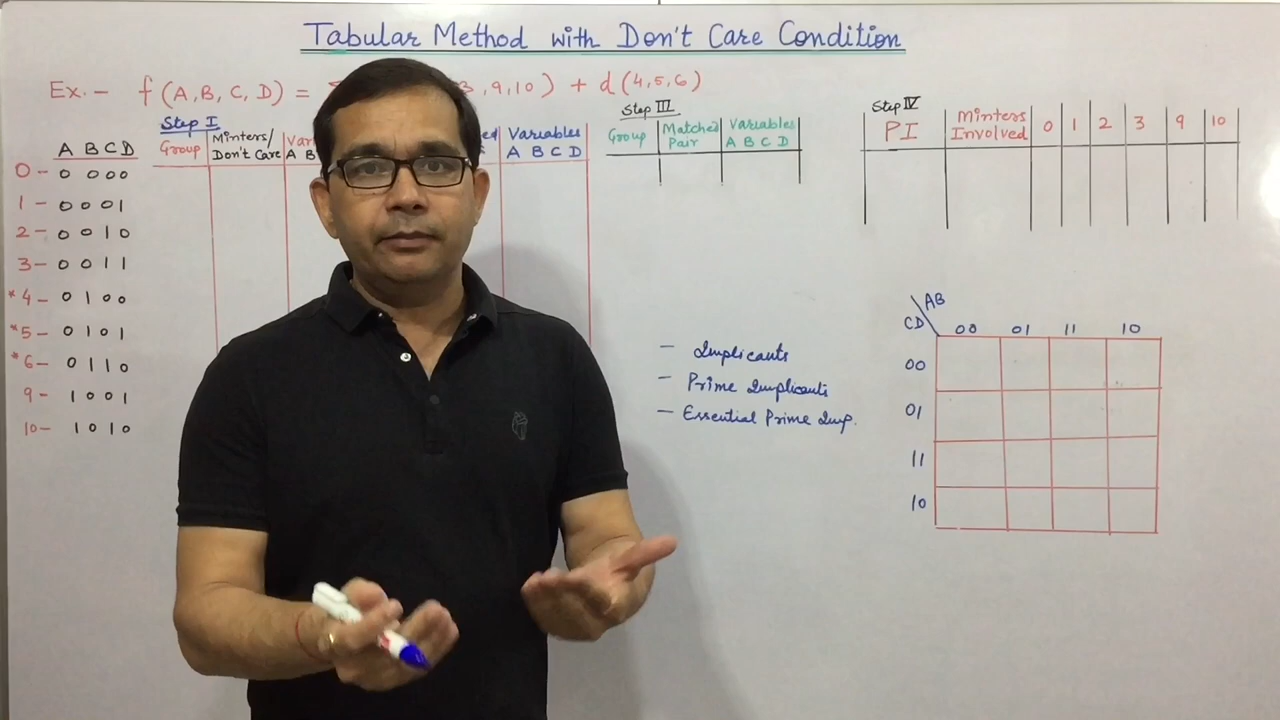 Tabular Method with Don't Care Condition
Ex.- f(A,B,C,D) = 3,9,10) + d(4,5,6)
A B C D
0- 0 0 0 0
1- 0 0 0 1
2- 0 0 1 0
3- 0 0 1 1
*4- 0 1 0 0
*5- 0 1 0 1
*6- 0 1 1 0
9- 1 0 0 1
10- 1 0 1 0
Step I
Group
Minters/
Don't Care
A B
Variables
A B C D
Step III
Group
Matched
Pair
Variables
A B C D
Step IV
PI
Minters
Involved
0 1 2 3 9 10
- Implicants
- Prime Implicants
- Essential Prime Imp.
AB
CD
00 01 11 10
00
01
11
10